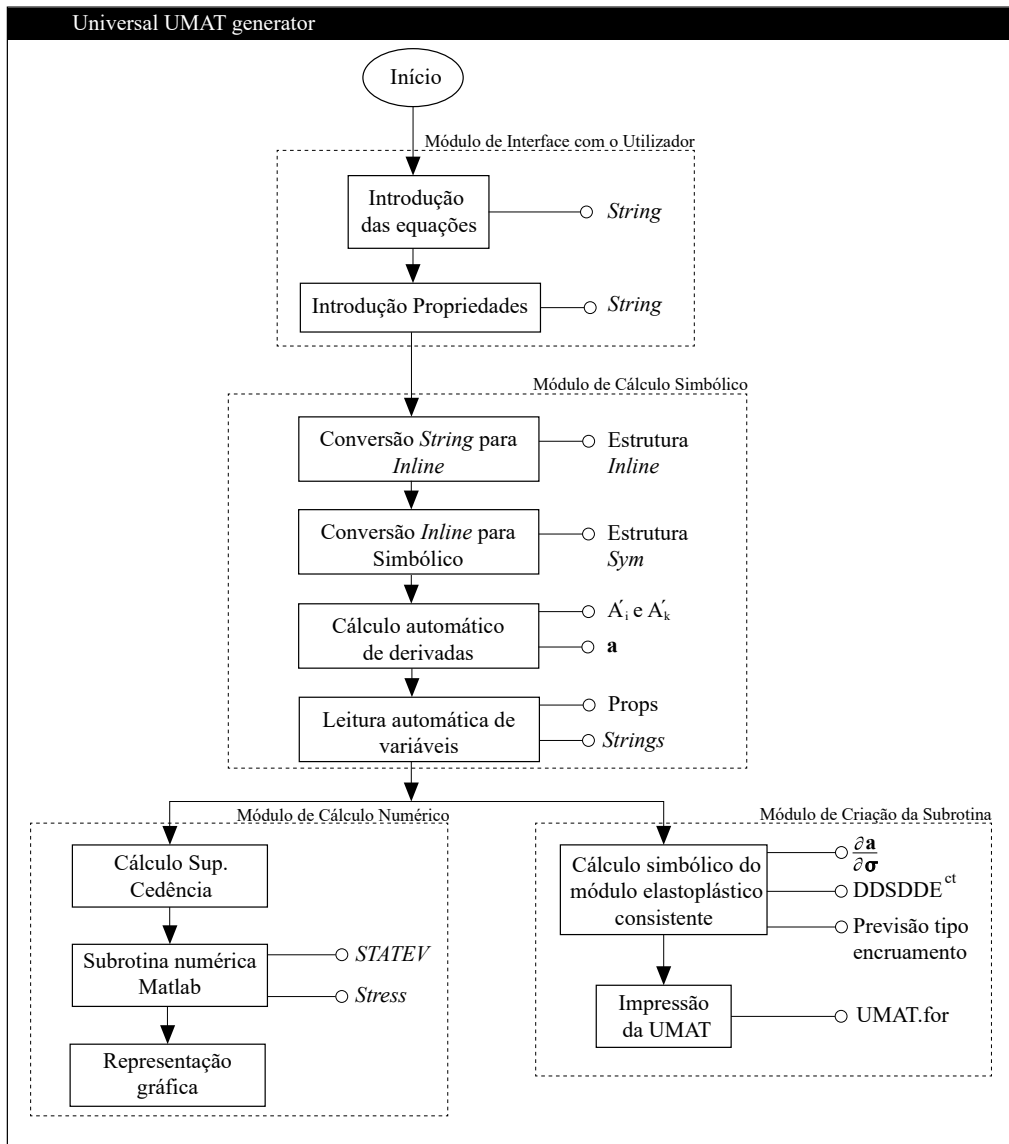 Universal UMAT generator
Início
Módulo de Interface com o Utilizador
Introdução
das equações
String
Introdução Propriedades
String
Módulo de Cálculo Simbólico
Conversão String para
Inline
Estrutura
Inline
Conversão Inline para
Simbólico
Estrutura
Sym
Cálculo automático
de derivadas
A´i e A´k
a
Leitura automática de
variáveis
Props
Strings
Módulo de Cálculo Numérico
Cálculo Sup.
Cedência
Subrotina numérica
Matlab
STATEV
Stress
Representação
gráfica
Módulo de Criação da Subrotina
Cálculo simbólico do
módulo elastoplástico
consistente
∂a
∂σ
DDSDDE^ct
Previsão tipo
encruamento
Impressão
da UMAT
UMAT.for